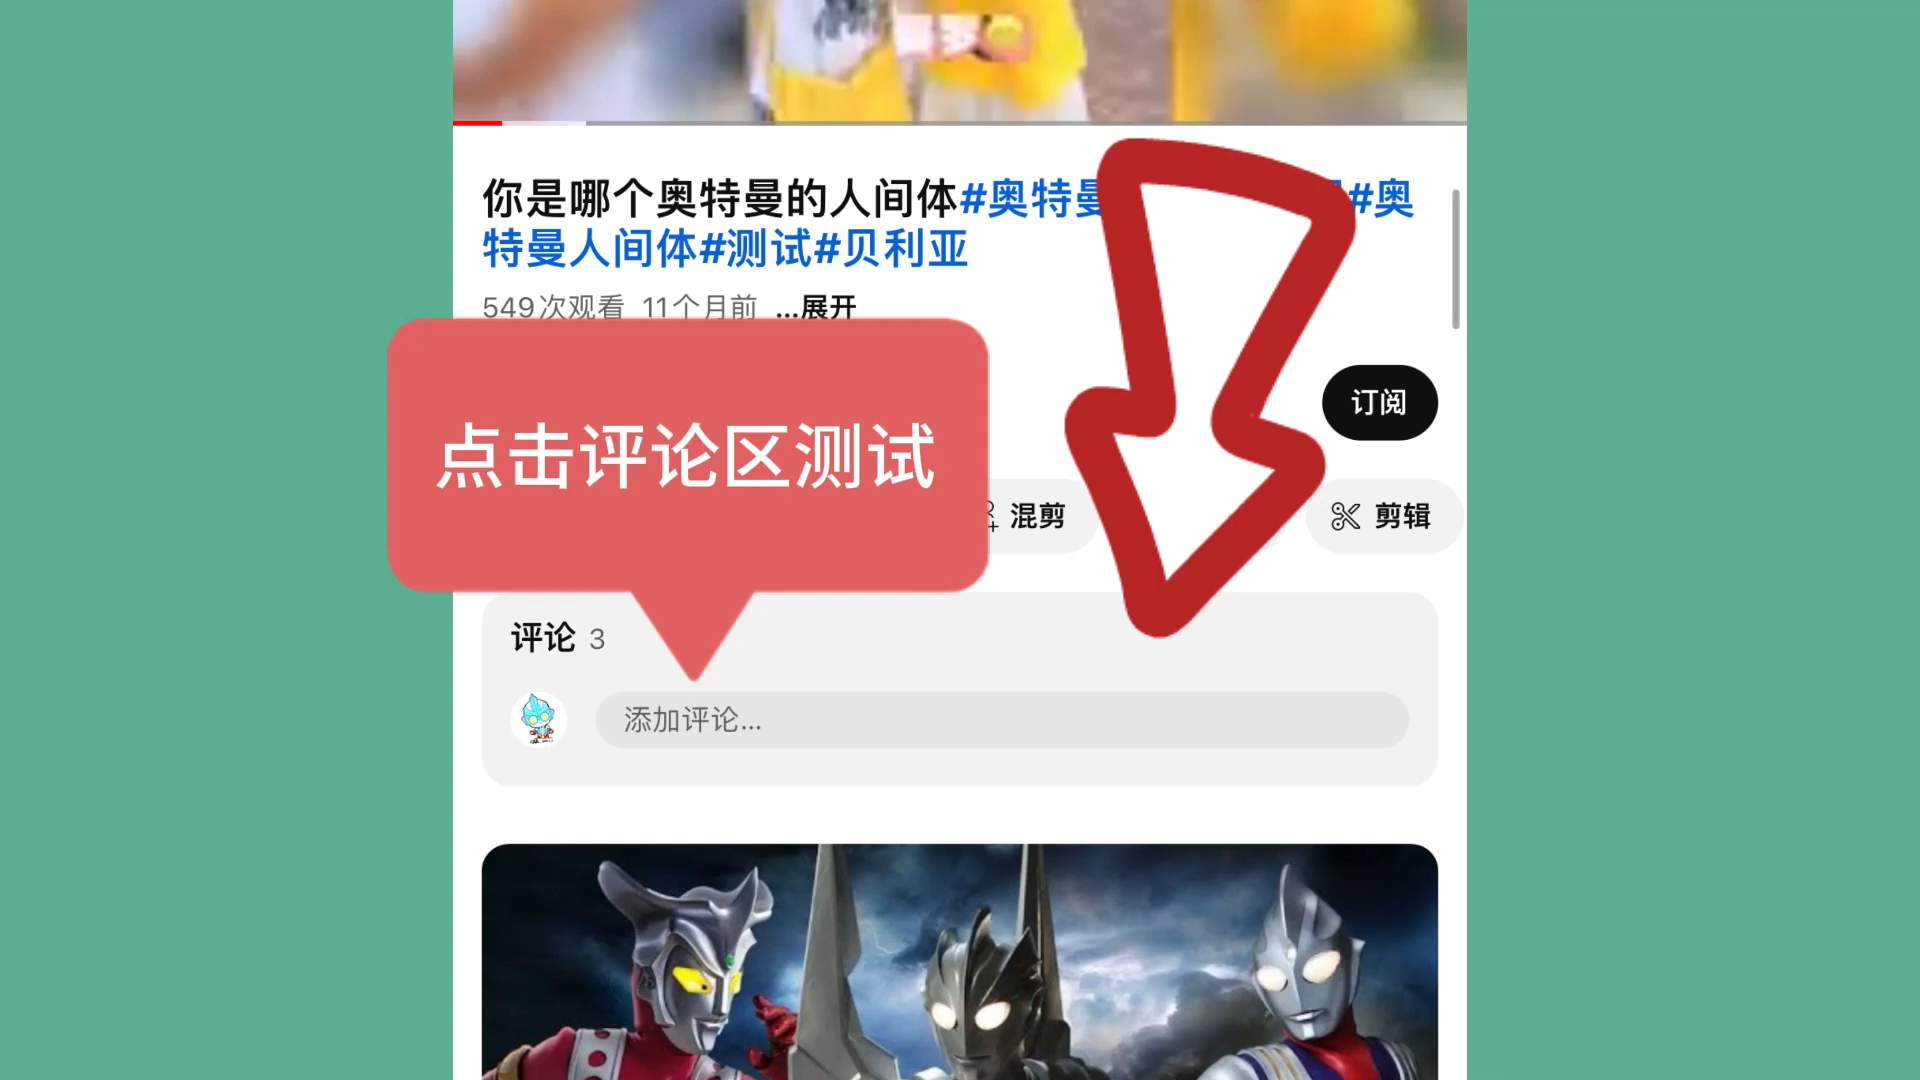 你是哪个奥特曼的人间体#奥特曼 #奥
特曼人间体#测试#贝利亚
549次观看 11个月前 ...展开
订阅
点击评论区测试
混剪
剪辑
评论 3
添加评论...